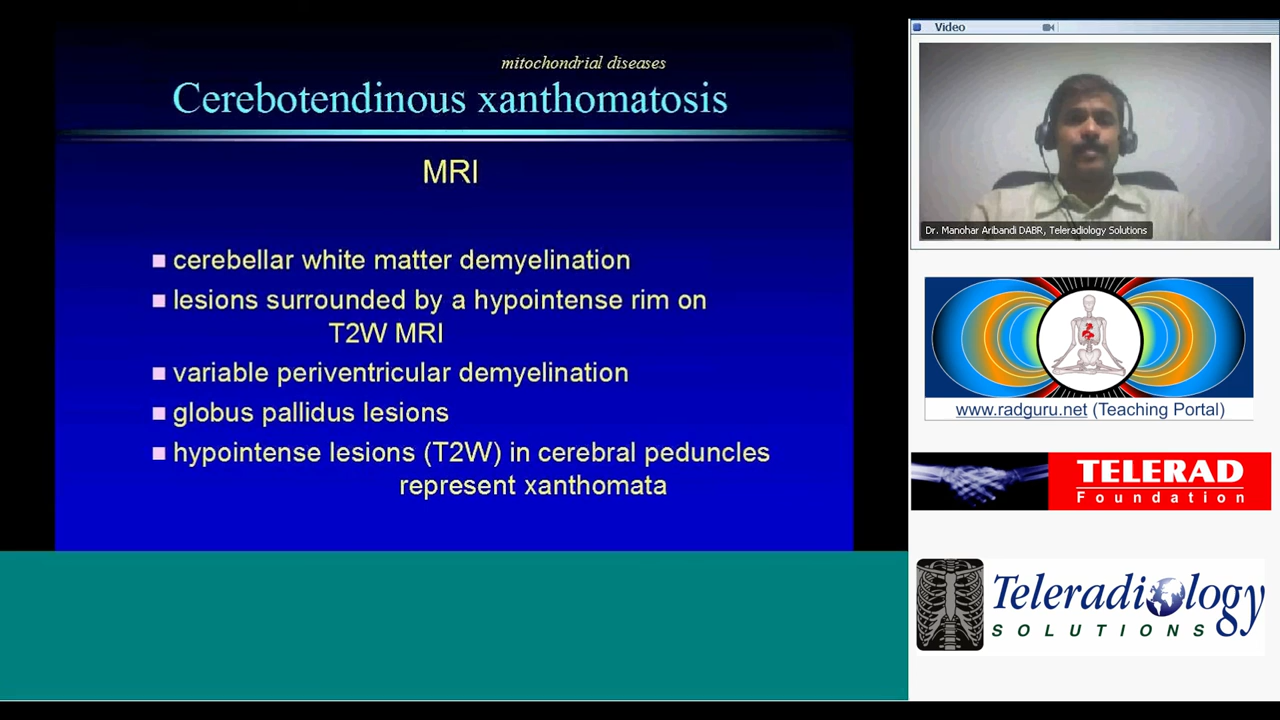 mitochondrial diseases
Cerebotendinous xanthomatosis
MRI
cerebellar white matter demyelination
lesions surrounded by a hypointense rim on
T2W MRI
variable periventricular demyelination
globus pallidus lesions
hypointense lesions (T2W) in cerebral peduncles
represent xanthomata
Video
Dr. Manohar Aribandi DABR, Teleradiology Solutions
www.radguru.net (Teaching Portal)
TELERAD
Foundation
Teleradiology
SOLUTIONS